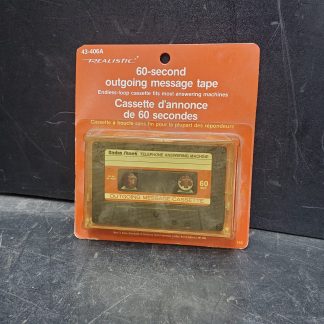 43-406A
REALISTIC
60-second
outgoing message tape
Endless-loop cassette fits most answering machines
Cassette d'annonce
de 60 secondes
Cassette à boucle sans fin pour la plupart des répondeurs
Radio Shack TELEPHONE ANSWERING MACHINE
60
OUTGOING MESSAGE CASSETTE